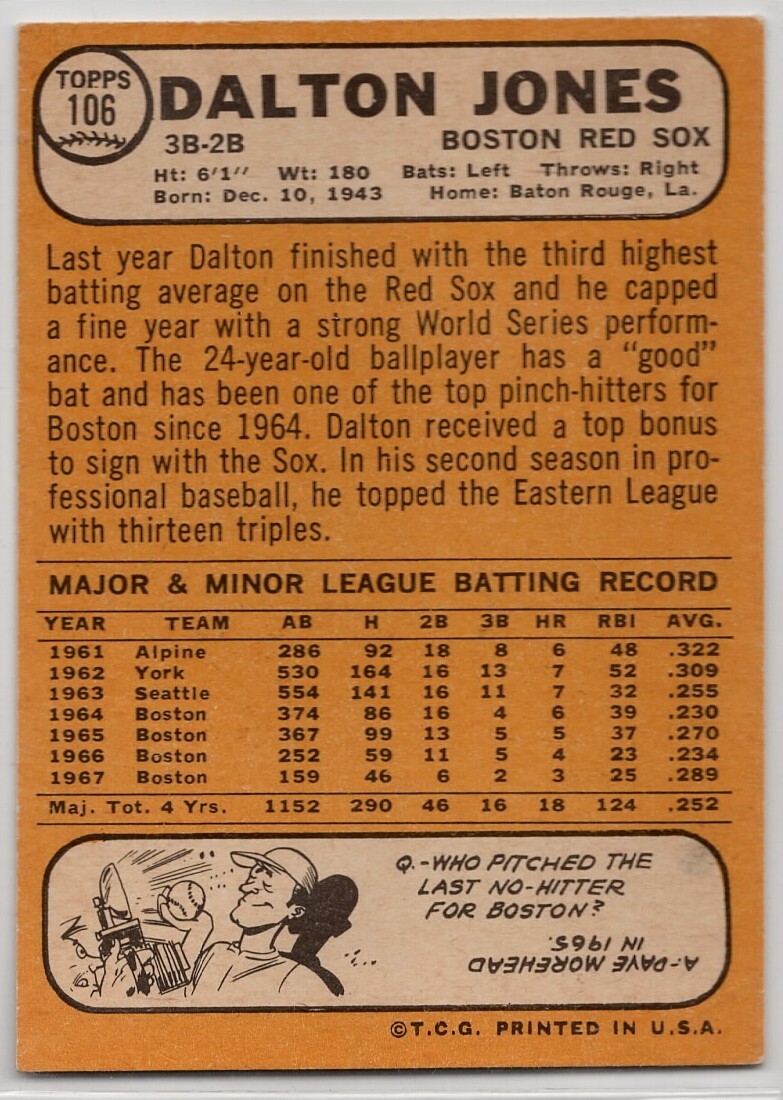 TOPPS
106
DALTON JONES
3B-2B BOSTON RED SOX
Ht: 6'1" Wt: 180 Bats: Left Throws: Right
Born: Dec. 10, 1943 Home: Baton Rouge, La.
Last year Dalton finished with the third highest
batting average on the Red Sox and he capped
a fine year with a strong World Series perform-
ance. The 24-year-old ballplayer has a "good"
bat and has been one of the top pinch-hitters for
Boston since 1964. Dalton received a top bonus
to sign with the Sox. In his second season in pro-
fessional baseball, he topped the Eastern League
with thirteen triples.
MAJOR & MINOR LEAGUE BATTING RECORD
YEAR TEAM AB H 2B 3B HR RBI AVG.
1961 Alpine 286 92 18 8 6 48 .322
1962 York 530 164 16 13 7 52 .309
1963 Seattle 554 141 16 11 7 32 .255
1964 Boston 374 86 16 4 6 39 .230
1965 Boston 367 99 13 5 5 37 .270
1966 Boston 252 59 11 5 4 23 .234
1967 Boston 159 46 6 2 3 25 .289
Maj. Tot. 4 Yrs. 1152 290 46 16 18 124 .252
Q.-WHO PITCHED THE
LAST NO-HITTER
FOR BOSTON?
A-DAVE MOREHEAD
IN 1965.
©T.C.G. PRINTED IN U.S.A.